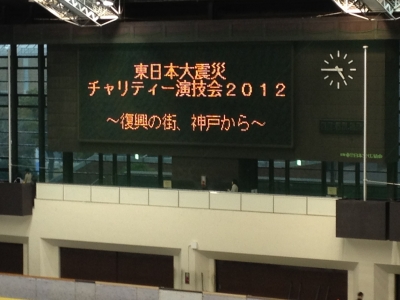 東日本大震災
チャリティー演技会2012
～復興の街、神戸から～